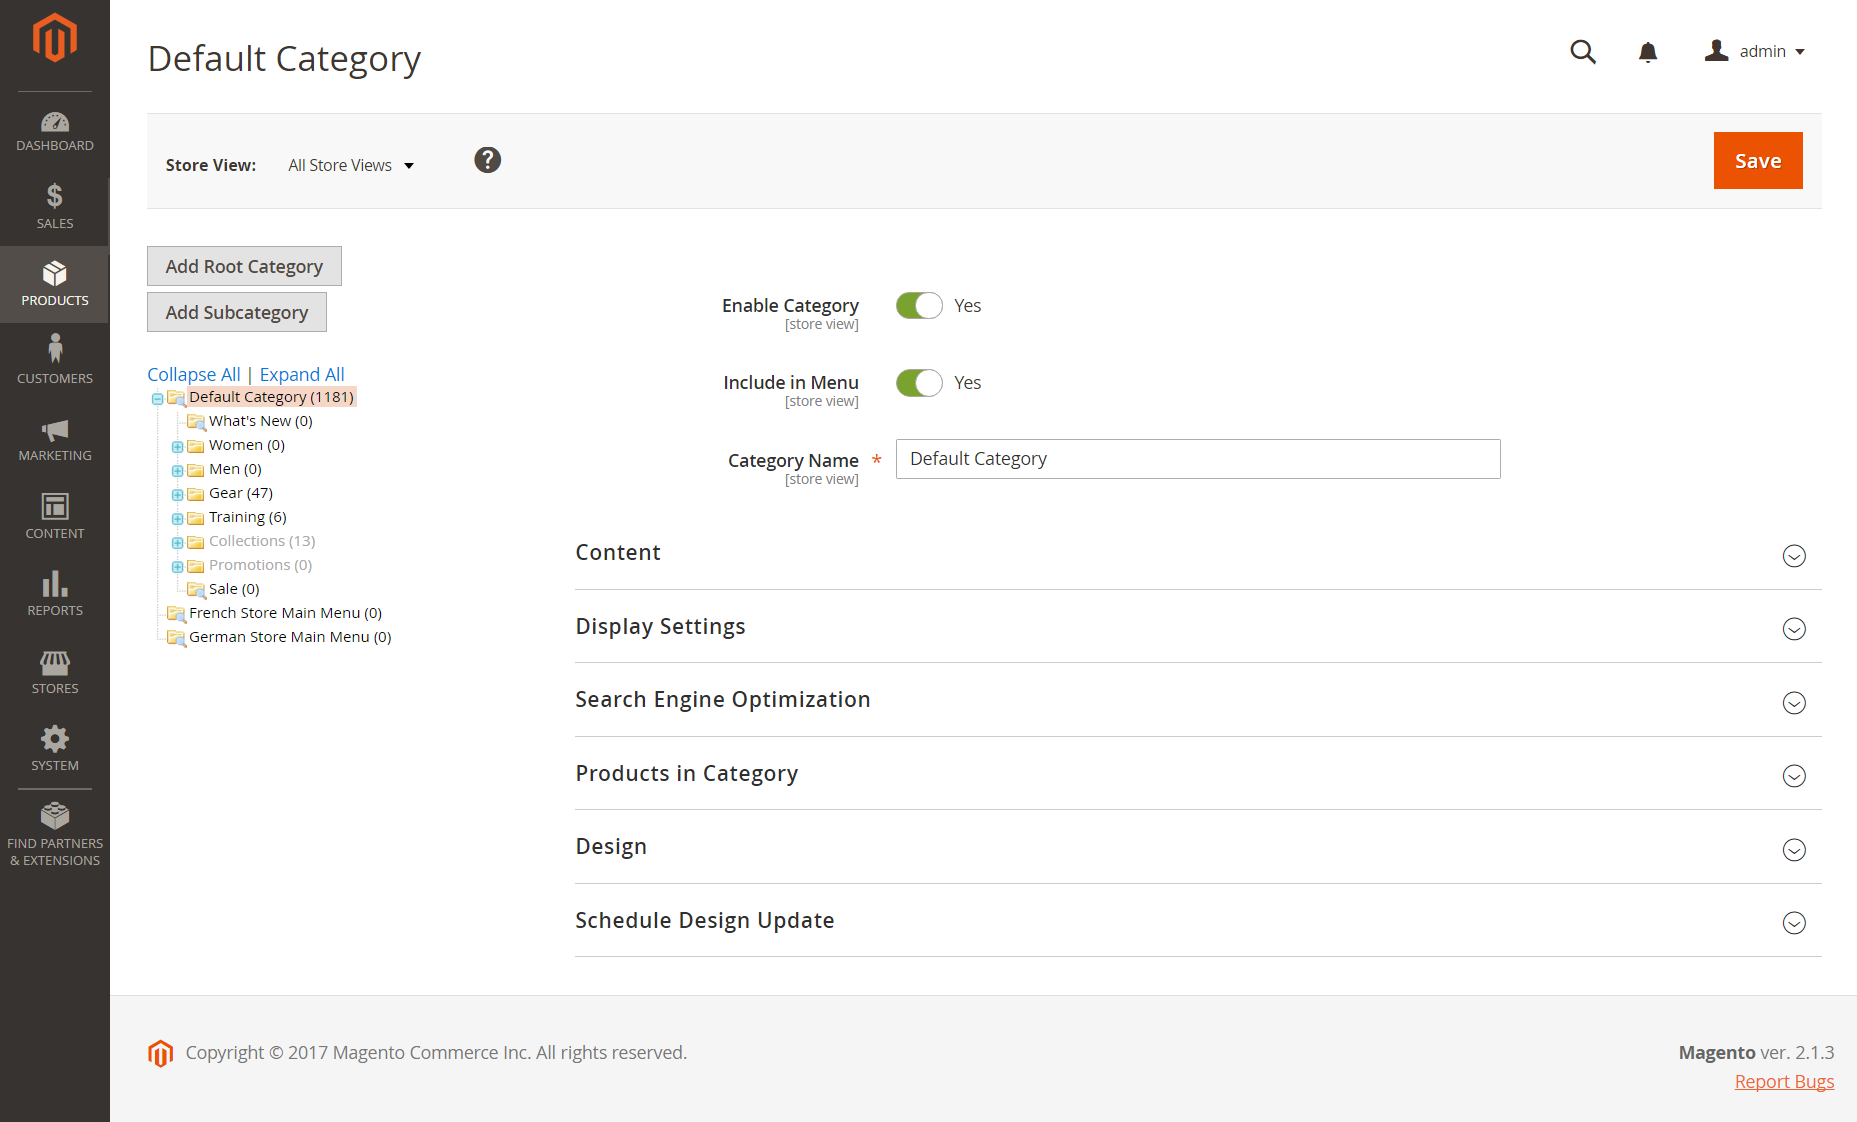 Default Category
admin
DASHBOARD
SALES
PRODUCTS
CUSTOMERS
MARKETING
CONTENT
REPORTS
STORES
SYSTEM
FIND PARTNERS
& EXTENSIONS
Store View: All Store Views ?
Save
Add Root Category
Add Subcategory
Collapse All | Expand All
Default Category (1181)
What's New (0)
Women (0)
Men (0)
Gear (47)
Training (6)
Collections (13)
Promotions (0)
Sale (0)
French Store Main Menu (0)
German Store Main Menu (0)
Enable Category Yes
[store view]
Include in Menu Yes
[store view]
Category Name * Default Category
[store view]
Content
Display Settings
Search Engine Optimization
Products in Category
Design
Schedule Design Update
Copyright © 2017 Magento Commerce Inc. All rights reserved.
Magento ver. 2.1.3
Report Bugs